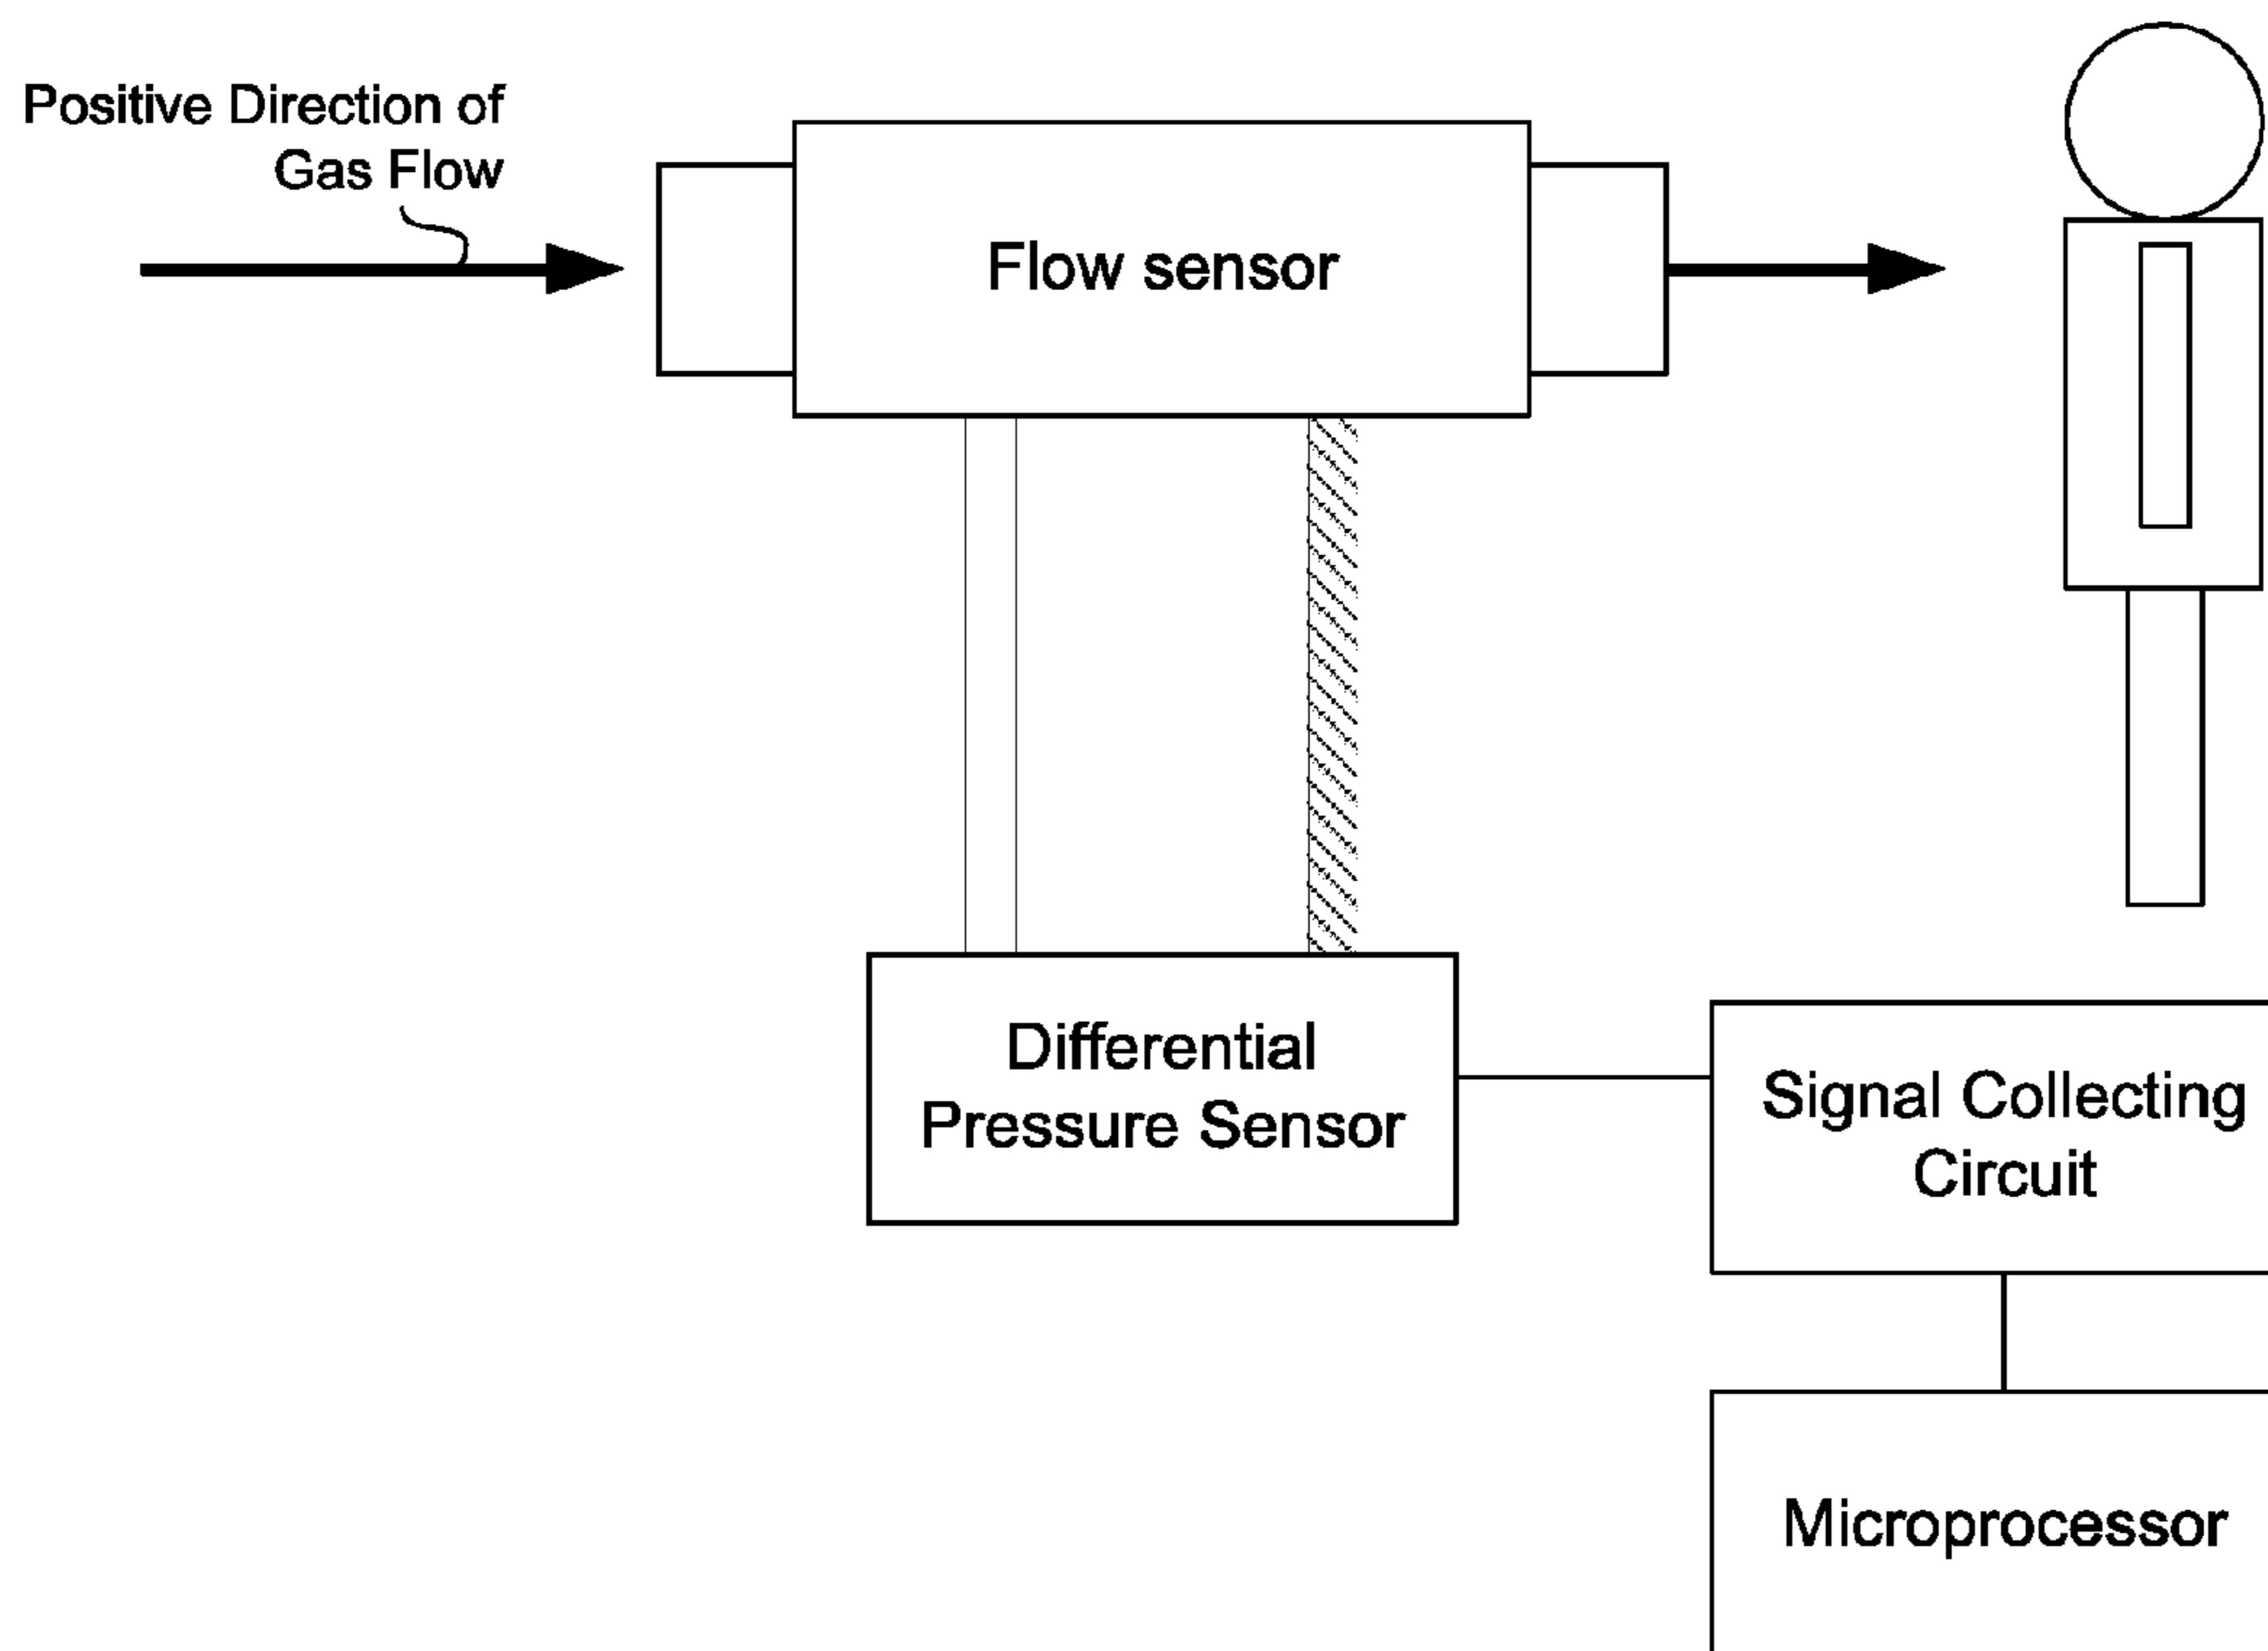 Positive Direction of
Gas Flow
Flow sensor
Differential
Pressure Sensor
Signal Collecting
Circuit
Microprocessor